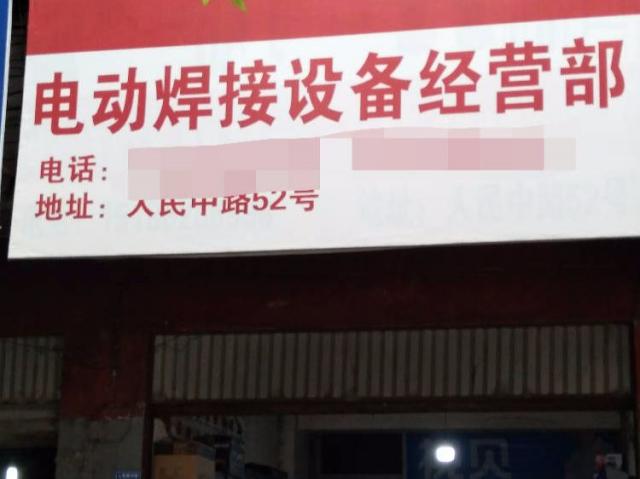 电动焊接设备经营部
电话：
地址：人民中路52号